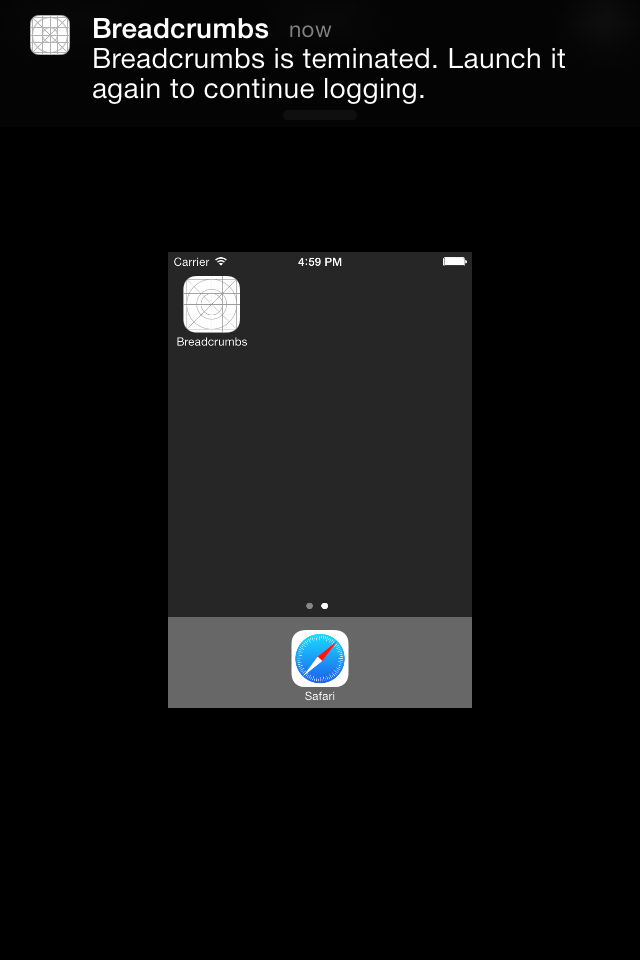 Breadcrumbs now
Breadcrumbs is teminated. Launch it
again to continue logging.
Carrier 4:59 PM
Breadcrumbs
Safari